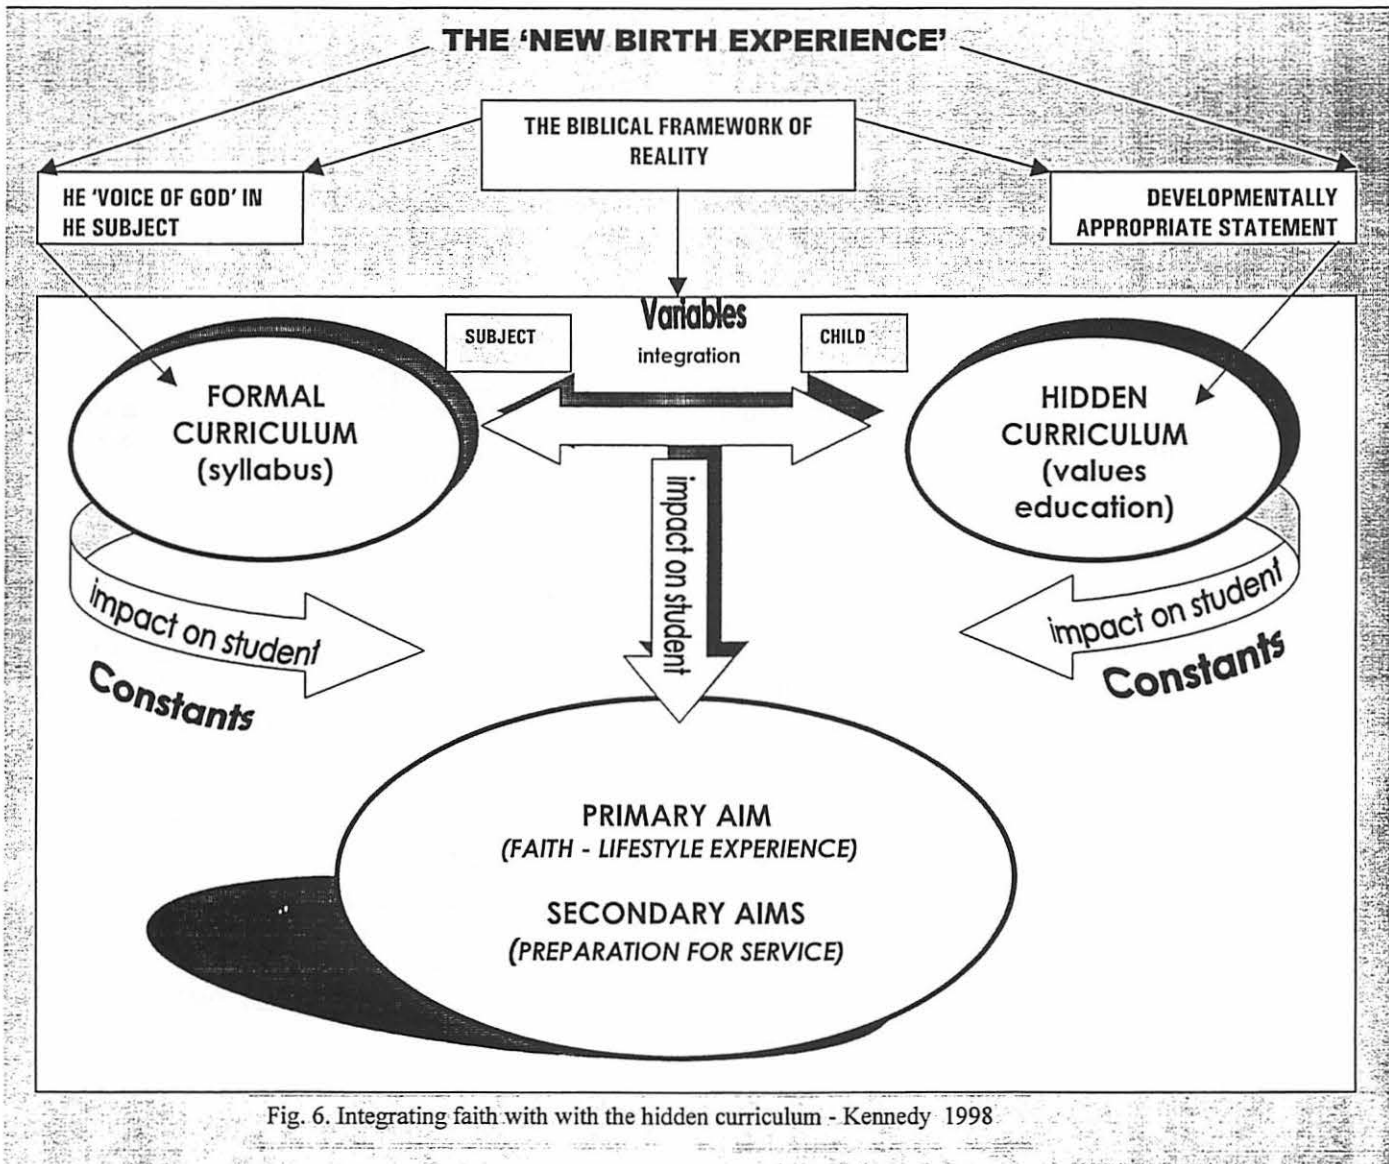 THE ‘NEW BIRTH EXPERIENCE’
THE BIBLICAL FRAMEWORK OF
REALITY
HE ‘VOICE OF GOD’ IN
HE SUBJECT
DEVELOPMENTALLY
APPROPRIATE STATEMENT
Variables
integration
SUBJECT
CHILD
FORMAL
CURRICULUM
(syllabus)
HIDDEN
CURRICULUM
(values
education)
impact on student
impact on student
impact on student
Constants
Constants
PRIMARY AIM
(FAITH - LIFESTYLE EXPERIENCE)
SECONDARY AIMS
(PREPARATION FOR SERVICE)
Fig. 6. Integrating faith with with the hidden curriculum - Kennedy 1998